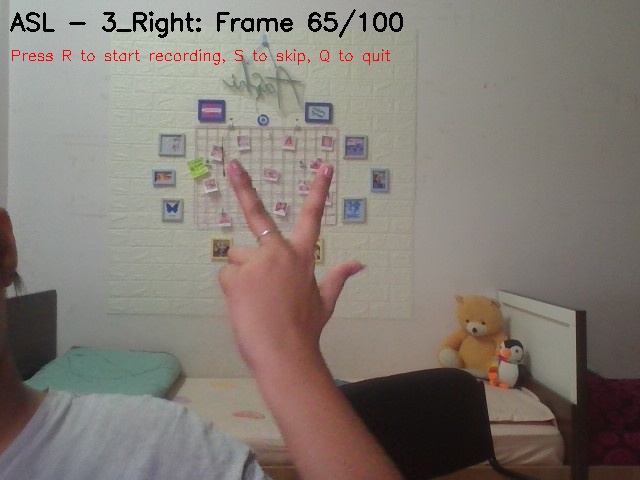 ASL - 3_Right: Frame 65/100
Press R to start recording, S to skip, Q to quit